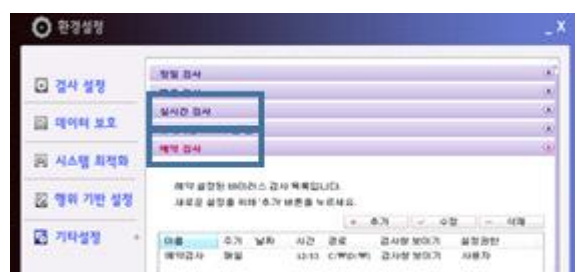 환경설정
검사 설정
데이터 보호
시스템 최적화
행위 기반 설정
기타설정
정밀 검사
실시간 검사
예약 검사
예약 설정된 바이러스 검사 목록입니다.
새로운 설정을 위해 '추가' 버튼을 누르세요.
+ 추가 수정 - 삭제
이름 주기 날짜 시간 경로 검사창 보이기 설정권한
예약검사 매일 검사창 보이기 사용자